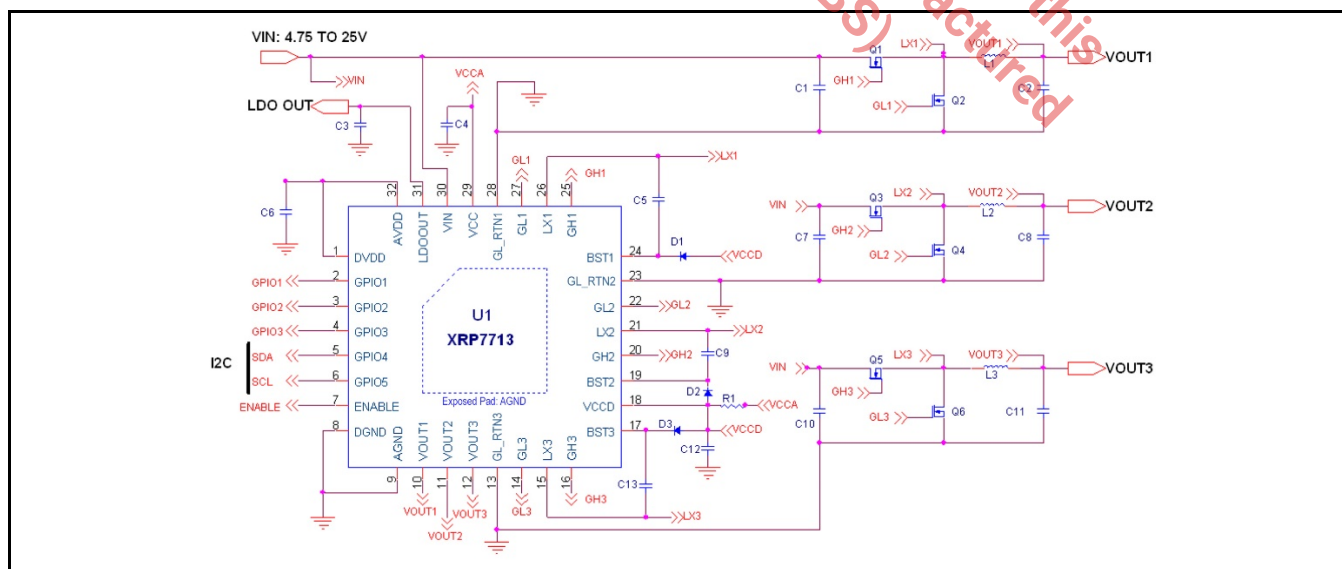 this
SS)
actured
VIN: 4.75 TO 25V
VIN
LDO OUT
C3
C4
VCCA
C1
Q1
GH1
LX1
VOUT1
L1
C2
VOUT1
GL1
Q2
C6
32
31
30
29
28
27
26
25
GL1
LX1
GH1
AVDD
LDOOUT
VIN
VCC
GL_RTN1
GL1
LX1
GH1
C5
D1
VCCD
VIN
C7
Q3
GH2
LX2
VOUT2
L2
C8
VOUT2
GL2
Q4
1 DVDD
GPIO1 2 GPIO1
GPIO2 3 GPIO2
GPIO3 4 GPIO3
I2C
SDA 5 GPIO4
SCL 6 GPIO5
ENABLE 7 ENABLE
8 DGND
U1
XRP7713
Exposed Pad: AGND
BST1 24
GL_RTN2 23
GL2 22 GL2
LX2 21 LX2
GH2 20 GH2
BST2 19
VCCD 18
BST3 17
C9
D2
R1
VCCA
D3
VCCD
C12
VIN
C10
Q5
GH3
LX3
VOUT3
L3
C11
VOUT3
GL3
Q6
AGND
VOUT1
VOUT2
VOUT3
GL_RTN3
GL3
LX3
GH3
9
10
11
12
13
14
15
16
VOUT1
VOUT2
VOUT3
GL3
GH3
C13
LX3